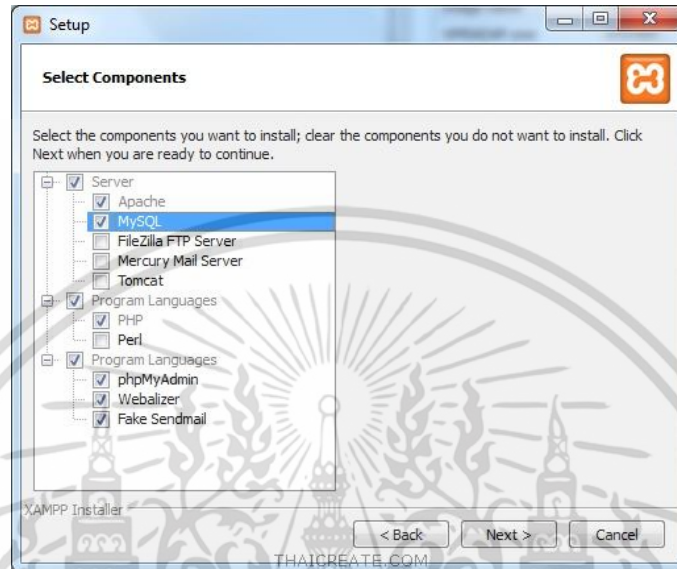 Setup
Select Components
Select the components you want to install; clear the components you do not want to install. Click
Next when you are ready to continue.
Server
Apache
MySQL
FileZilla FTP Server
Mercury Mail Server
Tomcat
Program Languages
PHP
Perl
Program Languages
phpMyAdmin
Webalizer
Fake Sendmail
XAMPP Installer
< Back Next > Cancel
THAICREATE.COM